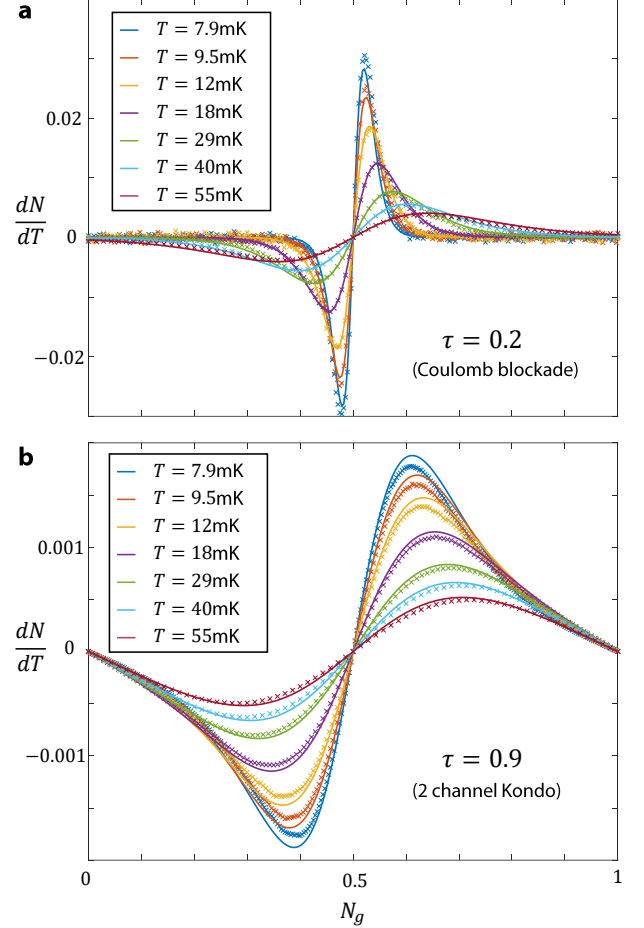 a
T = 7.9mK
T = 9.5mK
T = 12mK
T = 18mK
T = 29mK
T = 40mK
T = 55mK
0.02
dN
dT
0
−0.02
τ = 0.2
(Coulomb blockade)
b
T = 7.9mK
T = 9.5mK
T = 12mK
T = 18mK
T = 29mK
T = 40mK
T = 55mK
0.001
dN
dT
0
−0.001
τ = 0.9
(2 channel Kondo)
0 0.5 1
N_g